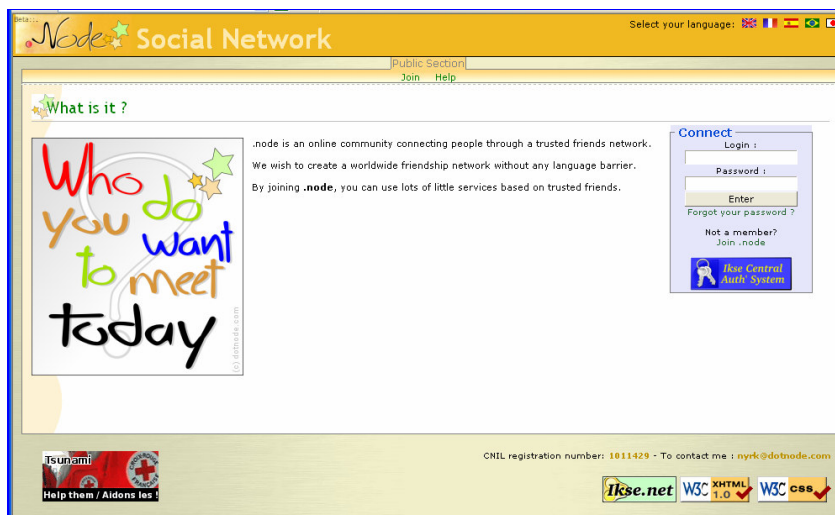 Beta:::.
.Node Social Network
Select your language:
Public Section
Join Help
What is it ?
Who do
you want
to meet
today
(c) dotnode.com
.node is an online community connecting people through a trusted friends network.
We wish to create a worldwide friendship network without any language barrier.
By joining .node, you can use lots of little services based on trusted friends.
Connect
Login :
Password :
Enter
Forgot your password ?
Not a member?
Join .node
Ikse Central
Auth' System
Tsunami
CROIX-ROUGE
FRANÇAISE
Help them / Aidons les !
CNIL registration number: 1011429 - To contact me : nyrk@dotnode.com
Ikse.net
W3C XHTML 1.0
W3C css